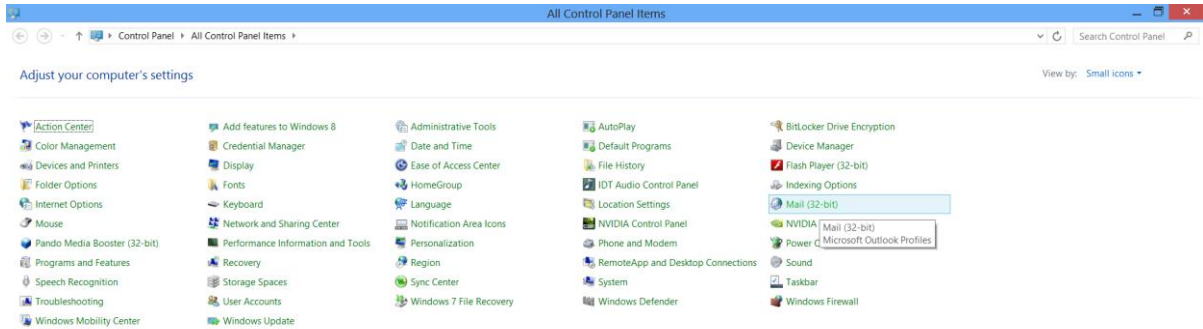 All Control Panel Items
Control Panel All Control Panel Items
Search Control Panel
Adjust your computer's settings
View by: Small icons
Action Center Add features to Windows 8 Administrative Tools AutoPlay BitLocker Drive Encryption
Color Management Credential Manager Date and Time Default Programs Device Manager
Devices and Printers Display Ease of Access Center File History Flash Player (32-bit)
Folder Options Fonts HomeGroup IDT Audio Control Panel Indexing Options
Internet Options Keyboard Language Location Settings Mail (32-bit)
Mouse Network and Sharing Center Notification Area Icons NVIDIA Control Panel NVIDIA
Mail (32-bit)
Pando Media Booster (32-bit) Performance Information and Tools Personalization Phone and Modem Power
Microsoft Outlook Profiles
Programs and Features Recovery Region RemoteApp and Desktop Connections Sound
Speech Recognition Storage Spaces Sync Center System Taskbar
Troubleshooting User Accounts Windows 7 File Recovery Windows Defender Windows Firewall
Windows Mobility Center Windows Update